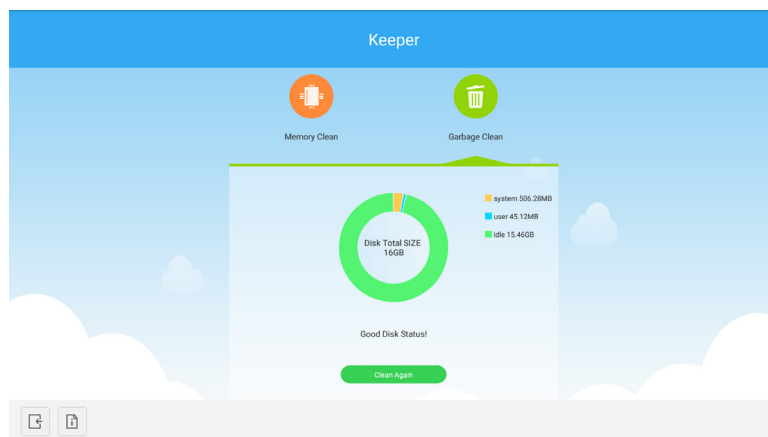 Keeper
Memory Clean
Garbage Clean
system 506.28MB
user 45.12MB
idle 15.46GB
Disk Total SIZE
16GB
Good Disk Status!
Clean Again